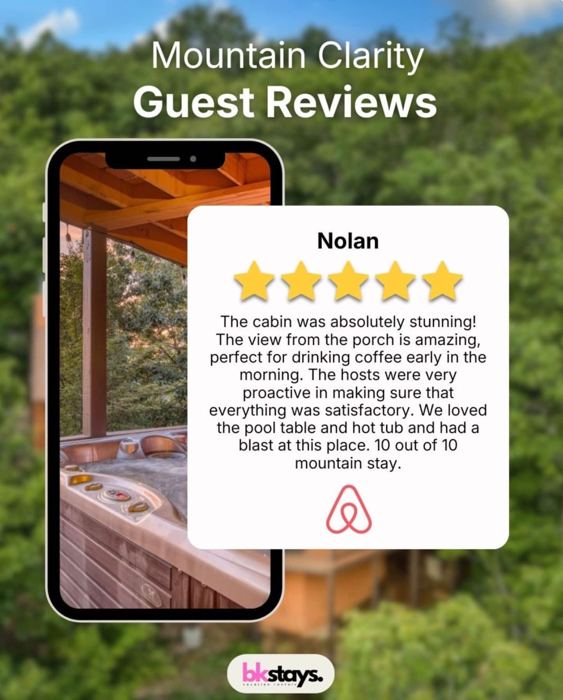 Mountain Clarity
Guest Reviews
Nolan
The cabin was absolutely stunning!
The view from the porch is amazing,
perfect for drinking coffee early in the
morning. The hosts were very
proactive in making sure that
everything was satisfactory. We loved
the pool table and hot tub and had a
blast at this place. 10 out of 10
mountain stay.
bkstays.